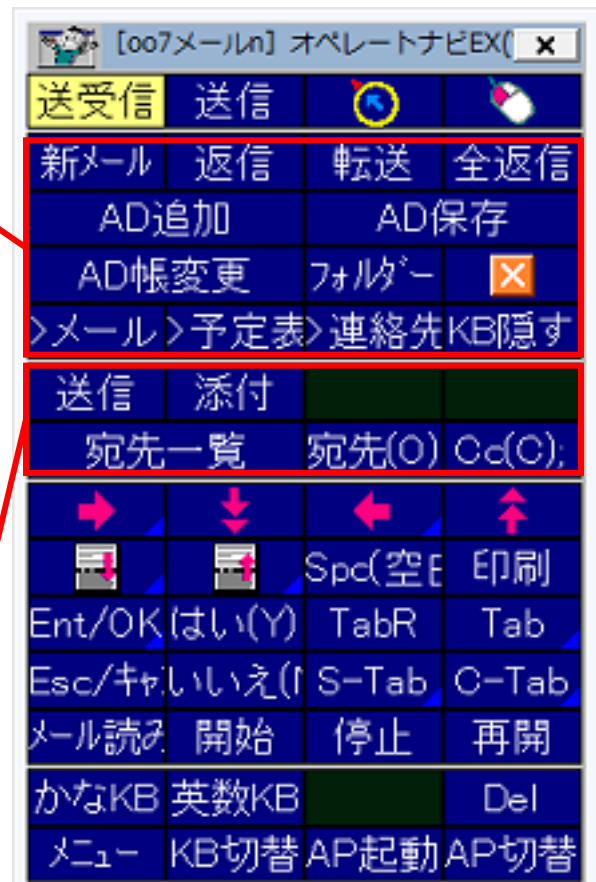 [oo7メールn] オペレートナビEX(
送受信 送信
新メール 返信 転送 全返信
AD追加 AD保存
AD帳変更 フォルダー
>メール >予定表 >連絡先 KB隠す
送信 添付
宛先一覧 宛先(O) Cc(C);
Spc(空 印刷
Ent/OK はい(Y) TabR Tab
Esc/キャ いいえ( S-Tab C-Tab
メール読み 開始 停止 再開
かなKB 英数KB Del
メニュー KB切替 AP起動 AP切替